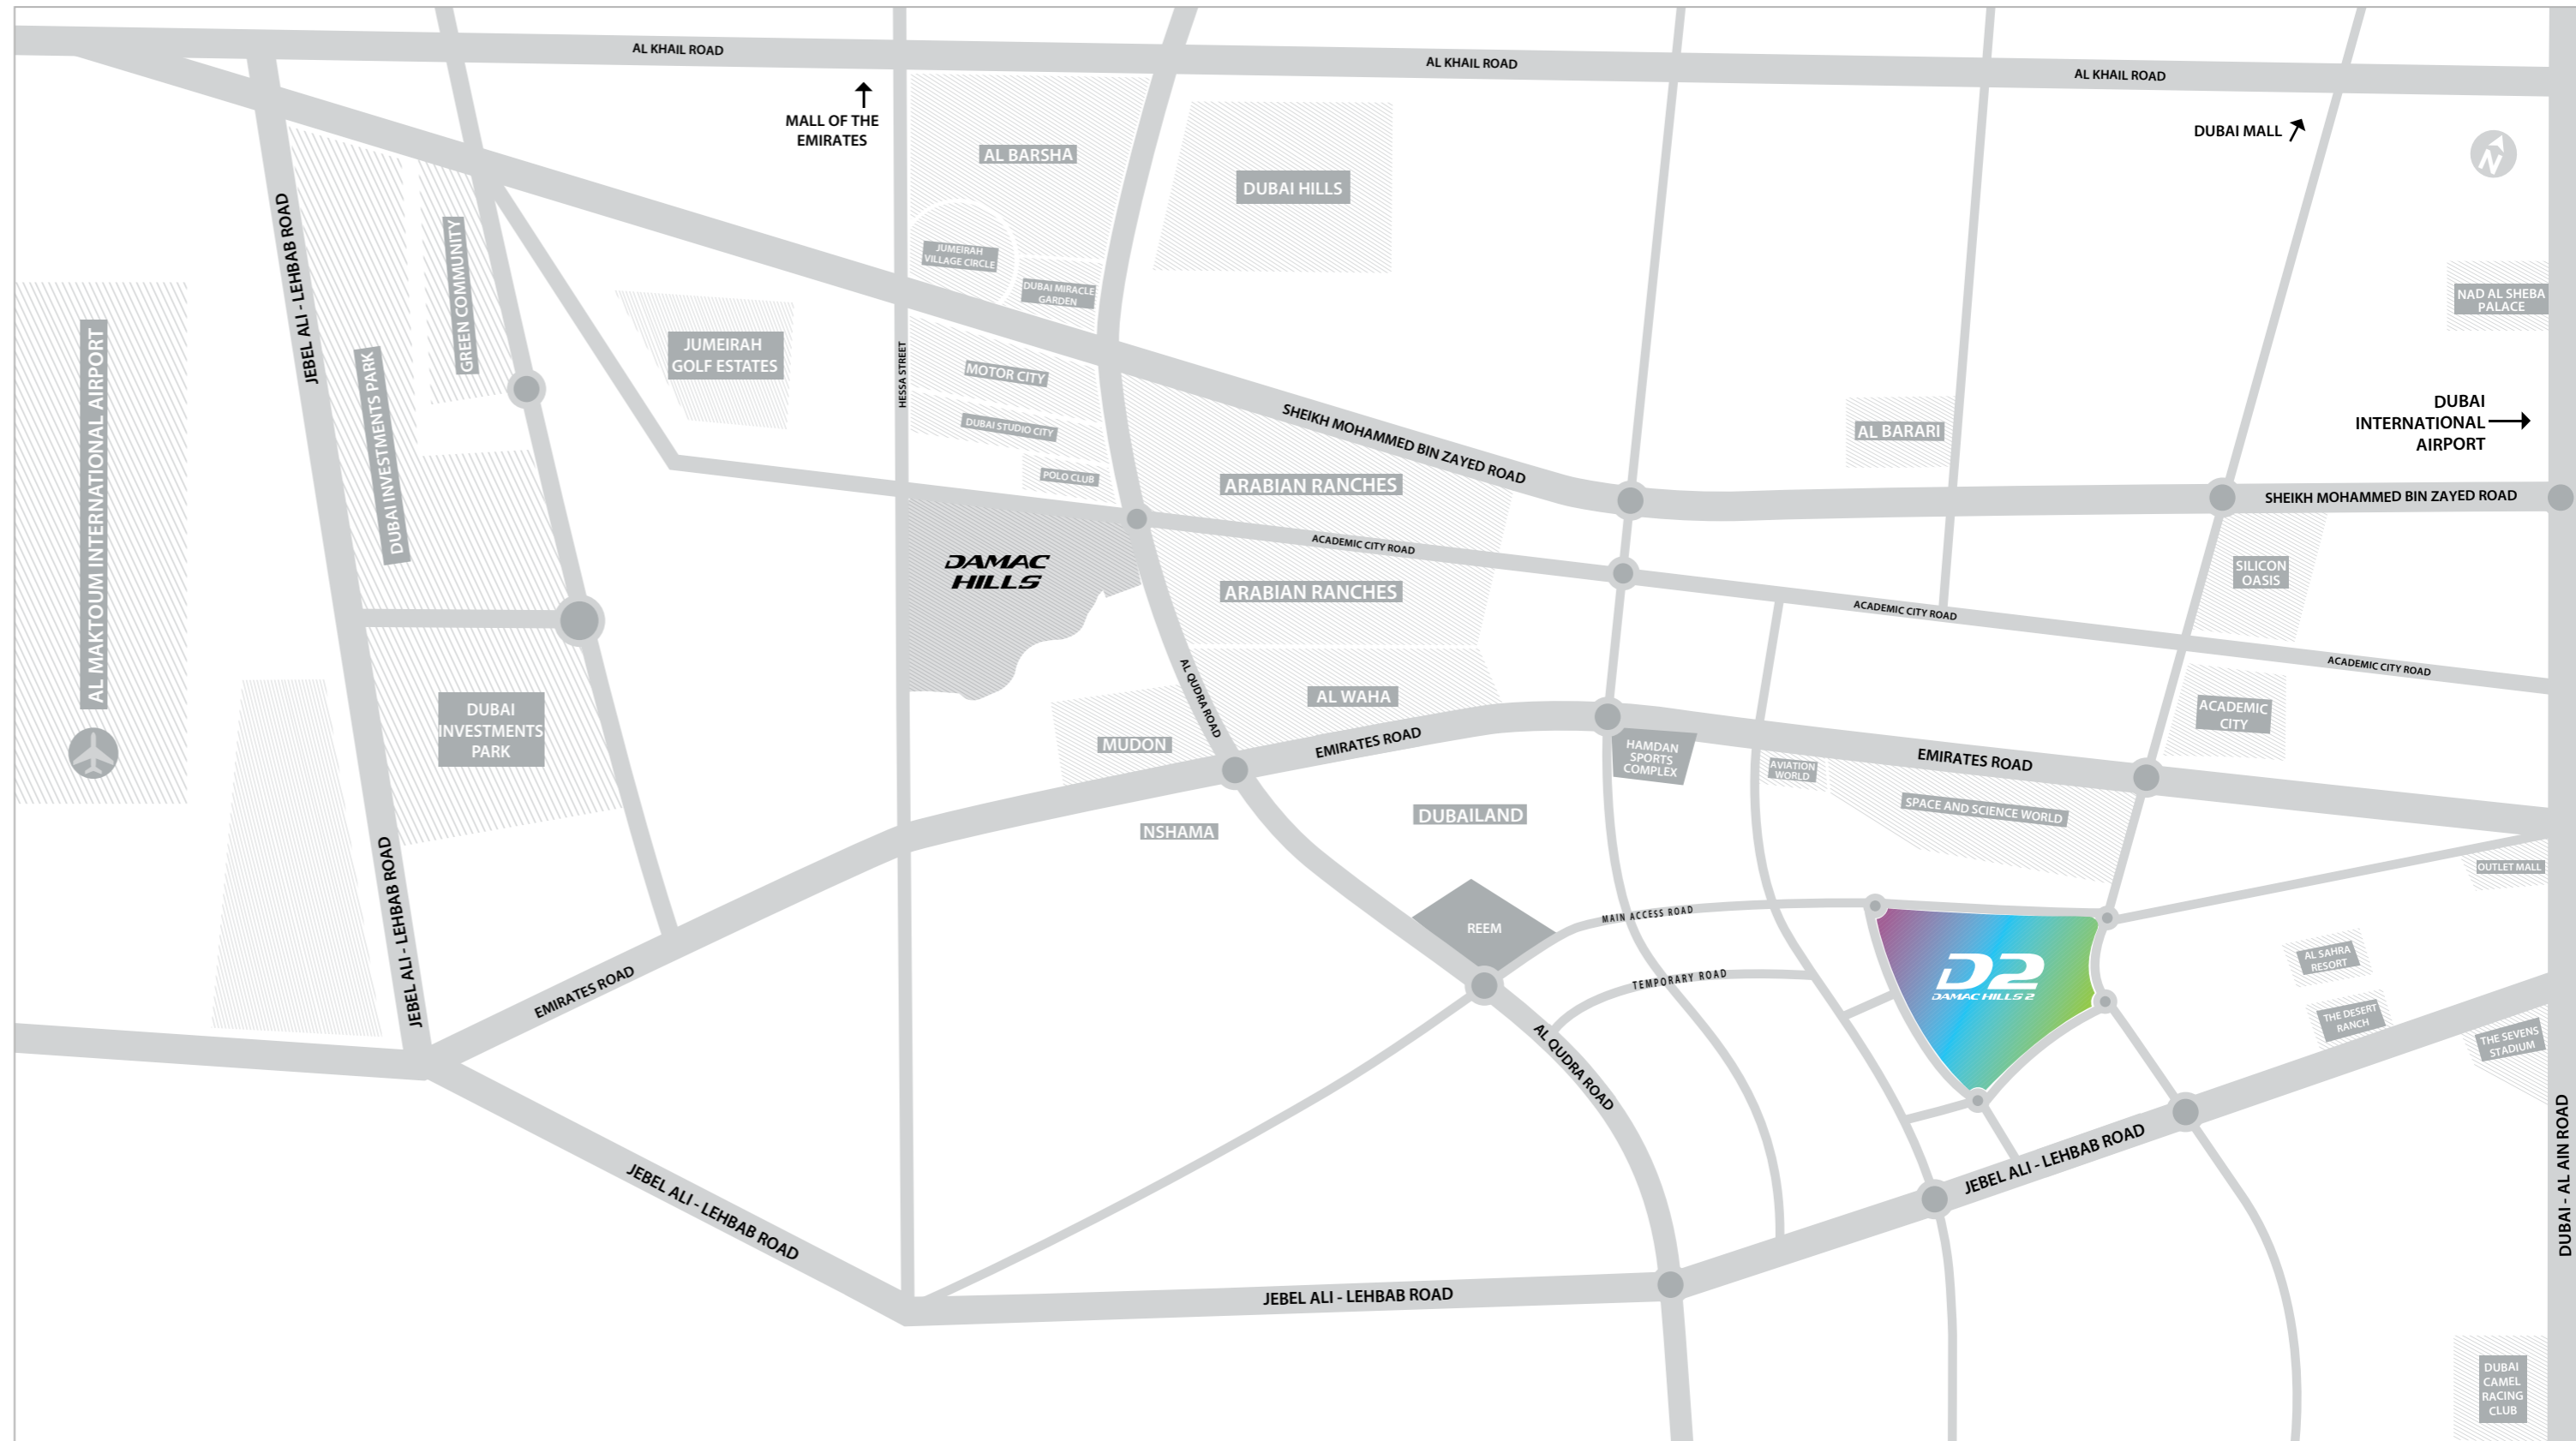 AL KHAIL ROAD
AL KHAIL ROAD
AL KHAIL ROAD
MALL OF THE
EMIRATES
DUBAI MALL
N
AL BARSHA
DUBAI HILLS
JEBEL ALI - LEHBAB ROAD
GREEN COMMUNITY
JUMEIRAH
VILLAGE CIRCLE
DUBAI MIRACLE
GARDEN
NAD AL SHEBA
PALACE
AL MAKTOUM INTERNATIONAL AIRPORT
DUBAI INVESTMENTS PARK
JUMEIRAH
GOLF ESTATES
HESSA STREET
MOTOR CITY
DUBAI STUDIO CITY
POLO CLUB
SHEIKH MOHAMMED BIN ZAYED ROAD
AL BARARI
DUBAI
INTERNATIONAL
AIRPORT
ARABIAN RANCHES
SHEIKH MOHAMMED BIN ZAYED ROAD
ACADEMIC CITY ROAD
DAMAC
HILLS
ARABIAN RANCHES
SILICON
OASIS
ACADEMIC CITY ROAD
ACADEMIC CITY ROAD
AL QUDRA ROAD
AL WAHA
DUBAI
INVESTMENTS
PARK
MUDON
EMIRATES ROAD
HAMDAN
SPORTS
COMPLEX
AVIATION
WORLD
EMIRATES ROAD
ACADEMIC
CITY
SPACE AND SCIENCE WORLD
NSHAMA
DUBAILAND
OUTLET MALL
JEBEL ALI - LEHBAB ROAD
REEM
MAIN ACCESS ROAD
TEMPORARY ROAD
D2
DAMAC HILLS 2
AL SAHRA
RESORT
THE DESERT
RANCH
THE SEVENS
STADIUM
EMIRATES ROAD
AL QUDRA ROAD
JEBEL ALI - LEHBAB ROAD
JEBEL ALI - LEHBAB ROAD
JEBEL ALI - LEHBAB ROAD
DUBAI - AL AIN ROAD
DUBAI
CAMEL
RACING
CLUB